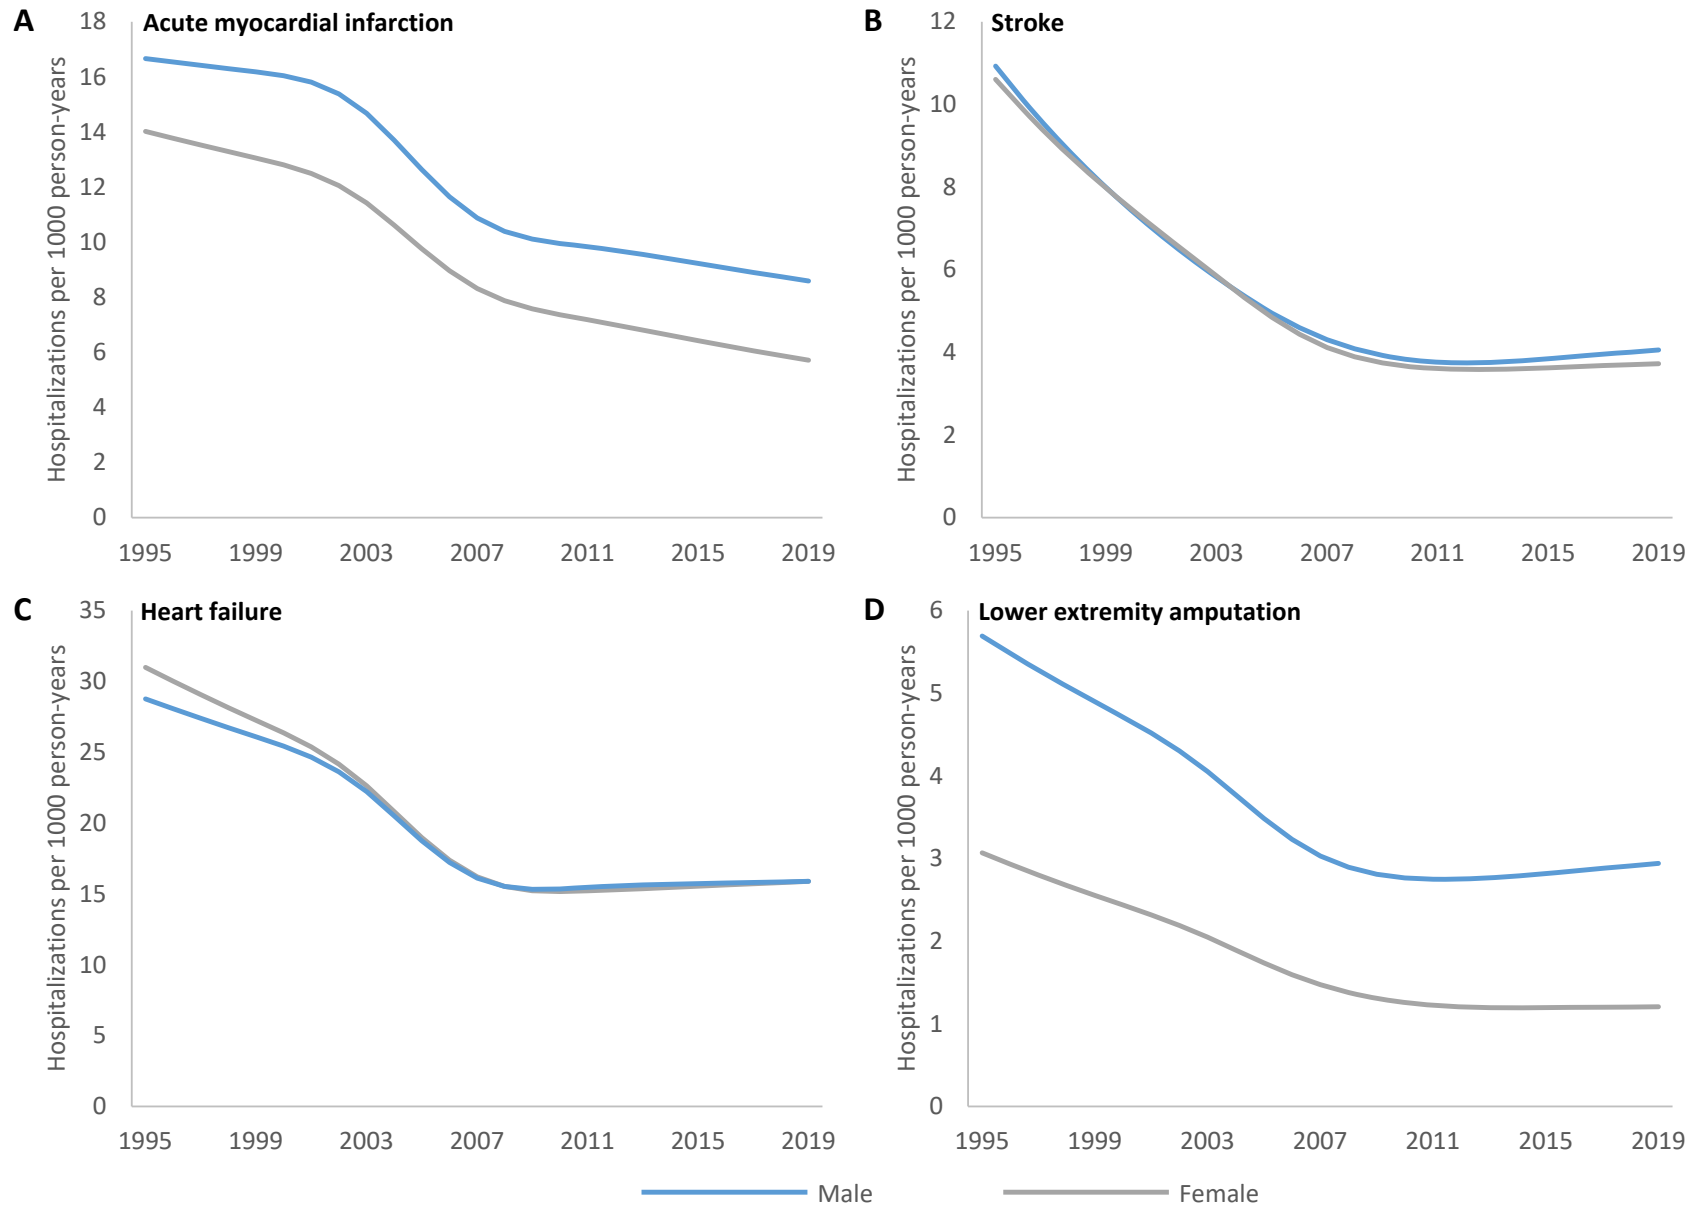 A
Acute myocardial infarction
Hospitalizations per 1000 person-years
18
16
14
12
10
8
6
4
2
0
1995 1999 2003 2007 2011 2015 2019
B
Stroke
Hospitalizations per 1000 person-years
12
10
8
6
4
2
0
1995 1999 2003 2007 2011 2015 2019
C
Heart failure
Hospitalizations per 1000 person-years
35
30
25
20
15
10
5
0
1995 1999 2003 2007 2011 2015 2019
D
Lower extremity amputation
Hospitalizations per 1000 person-years
6
5
4
3
2
1
0
1995 1999 2003 2007 2011 2015 2019
Male
Female